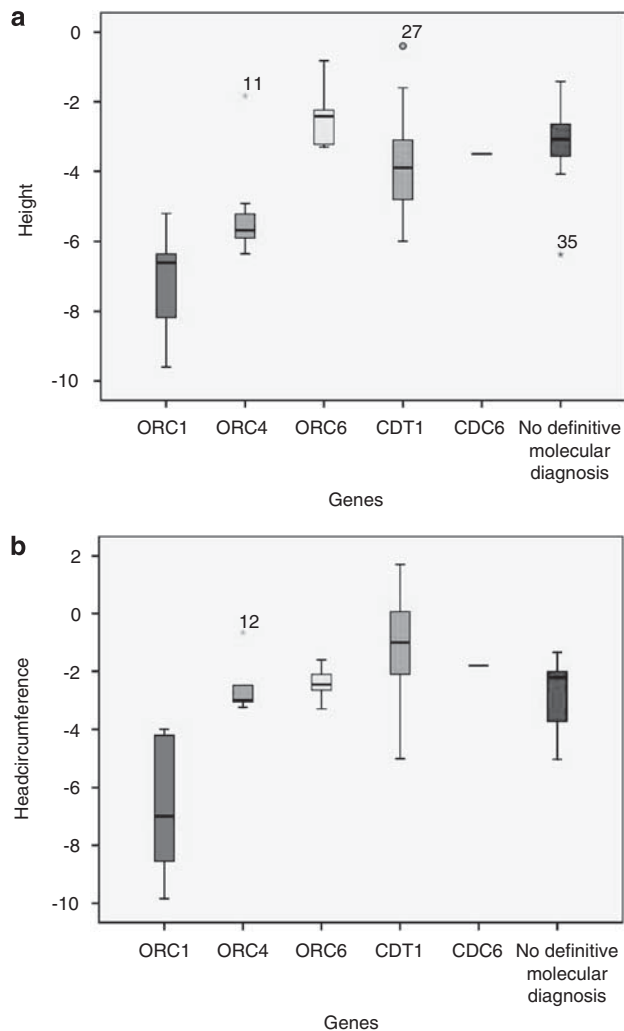 a
0
-2
-4
-6
-8
-10
Height
11
27
35
ORC1 ORC4 ORC6 CDT1 CDC6 No definitive
molecular
diagnosis
Genes
b
2
0
-2
-4
-6
-8
-10
Headcircumference
12
ORC1 ORC4 ORC6 CDT1 CDC6 No definitive
molecular
diagnosis
Genes